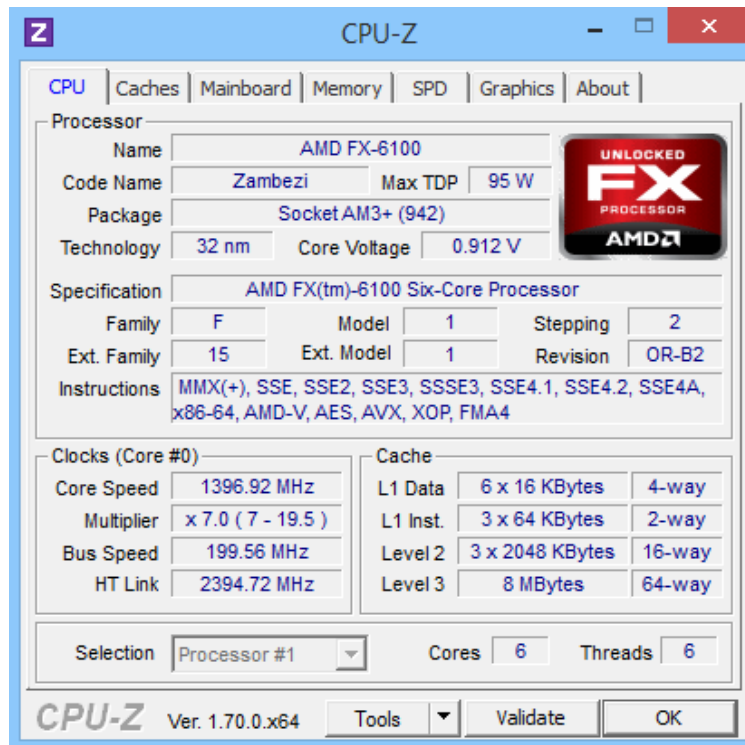 Z CPU-Z
CPU Caches Mainboard Memory SPD Graphics About
Processor
Name AMD FX-6100
Code Name Zambezi Max TDP 95 W
Package Socket AM3+ (942)
Technology 32 nm Core Voltage 0.912 V
UNLOCKED
FX
PROCESSOR
AMD
Specification AMD FX(tm)-6100 Six-Core Processor
Family F Model 1 Stepping 2
Ext. Family 15 Ext. Model 1 Revision OR-B2
Instructions MMX(+), SSE, SSE2, SSE3, SSSE3, SSE4.1, SSE4.2, SSE4A,
x86-64, AMD-V, AES, AVX, XOP, FMA4
Clocks (Core #0)
Core Speed 1396.92 MHz
Multiplier x 7.0 ( 7 - 19.5 )
Bus Speed 199.56 MHz
HT Link 2394.72 MHz
Cache
L1 Data 6 x 16 KBytes 4-way
L1 Inst. 3 x 64 KBytes 2-way
Level 2 3 x 2048 KBytes 16-way
Level 3 8 MBytes 64-way
Selection Processor #1 Cores 6 Threads 6
CPU-Z Ver. 1.70.0.x64 Tools Validate OK